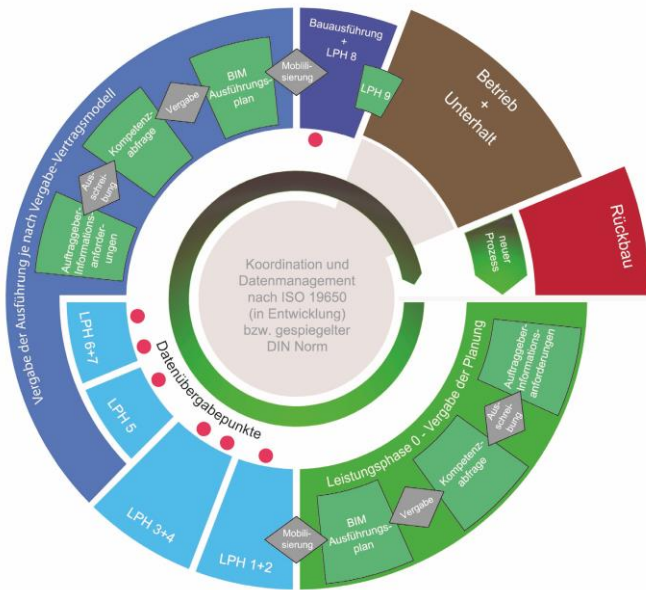 Bauausführung
+
LPH 8
LPH 9
Betrieb
+
Unterhalt
Rückbau
neuer
Prozess
Koordination und
Datenmanagement
nach ISO 19650
(in Entwicklung)
bzw. gespiegelter
DIN Norm
Leistungsphase 0 - Vergabe der Planung
Auftraggeber-
Informations-
anforderungen
Aus-
schrei-
bung
Kompetenz-
abfrage
Vergabe
BIM
Ausführungs-
plan
Mobili-
sierung
LPH 1+2
LPH 3+4
LPH 5
LPH 6+7
Datenübergabepunkte
Vergabe der Ausführung je nach Vergabe-Vertragsmodell
Auftraggeber-
Informations-
anforder-
ungen
Aus-
schrei-
bung
Kompetenz-
abfrage
Vergabe
BIM
Ausführungs-
plan
Mobili-
sierung